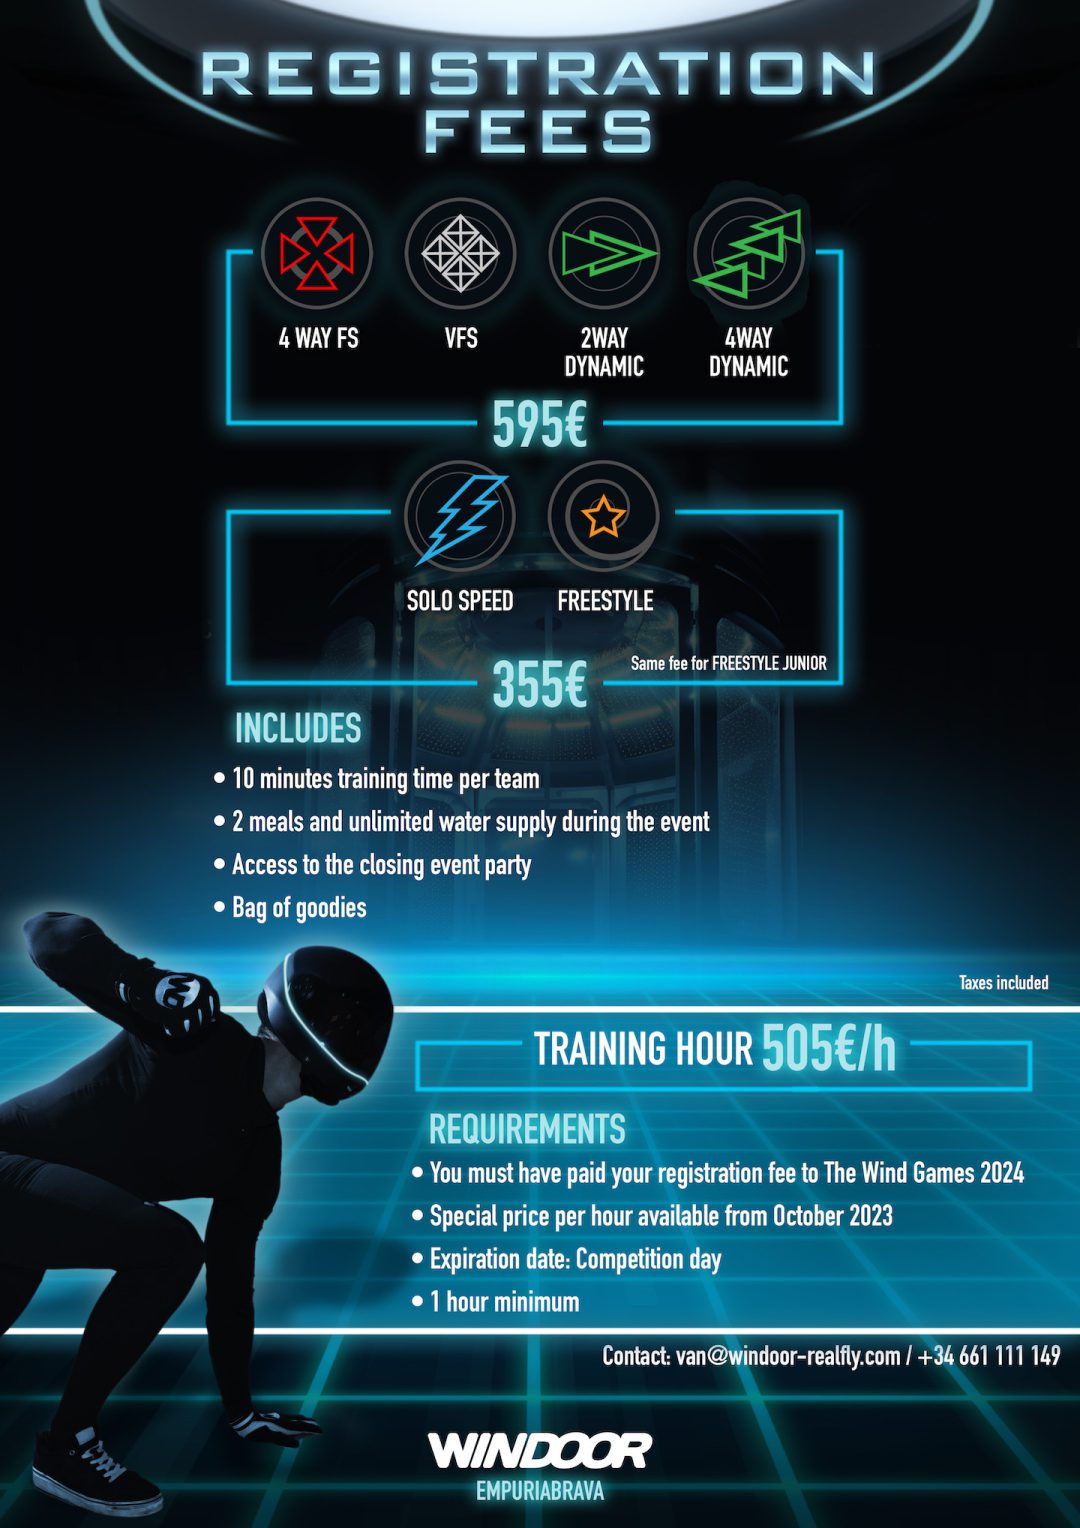 REGISTRATION
FEES
4 WAY FS
VFS
2WAY
DYNAMIC
4WAY
DYNAMIC
595€
SOLO SPEED
FREESTYLE
Same fee for FREESTYLE JUNIOR
355€
INCLUDES
• 10 minutes training time per team
• 2 meals and unlimited water supply during the event
• Access to the closing event party
• Bag of goodies
Taxes included
TRAINING HOUR 505€/h
REQUIREMENTS
• You must have paid your registration fee to The Wind Games 2024
• Special price per hour available from October 2023
• Expiration date: Competition day
• 1 hour minimum
Contact: van@windoor-realfly.com / +34 661 111 149
WINDOOR
EMPURIABRAVA